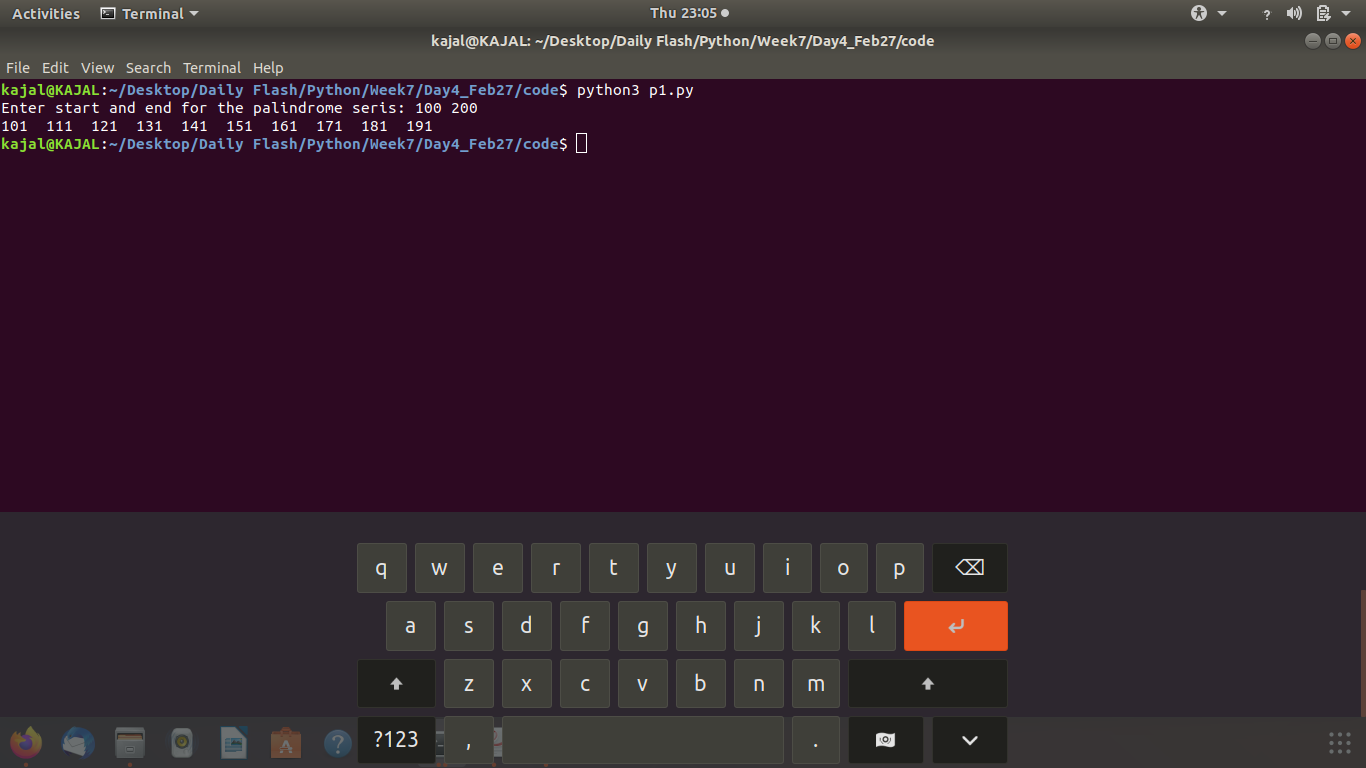 Activities Terminal Thu 23:05 ?
kajal@KAJAL: ~/Desktop/Daily Flash/Python/Week7/Day4_Feb27/code
File Edit View Search Terminal Help
kajal@KAJAL:~/Desktop/Daily Flash/Python/Week7/Day4_Feb27/code$ python3 p1.py
Enter start and end for the palindrome seris: 100 200
101 111 121 131 141 151 161 171 181 191
kajal@KAJAL:~/Desktop/Daily Flash/Python/Week7/Day4_Feb27/code$
q w e r t y u i o p
a s d f g h j k l
z x c v b n m
? ?123 , .